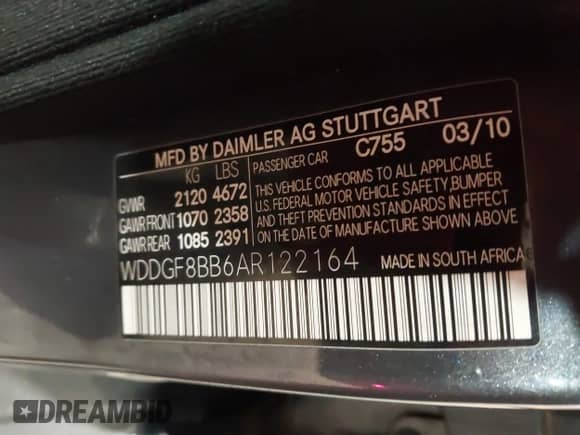 MFD BY DAIMLER AG STUTTGART
KG LBS PASSENGER CAR C755 03/10
GVWR 2120 4672
GAWR FRONT 1070 2358
GAWR REAR 1085 2391
THIS VEHICLE CONFORMS TO ALL APPLICABLE
U.S. FEDERAL MOTOR VEHICLE SAFETY, BUMPER
AND THEFT PREVENTION STANDARDS IN EFFECT
ON THE DATE OF MANUFACTURE SHOWN ABOVE
WDDGF8BB6AR122164 MADE IN SOUTH AFRICA
DREAMBID